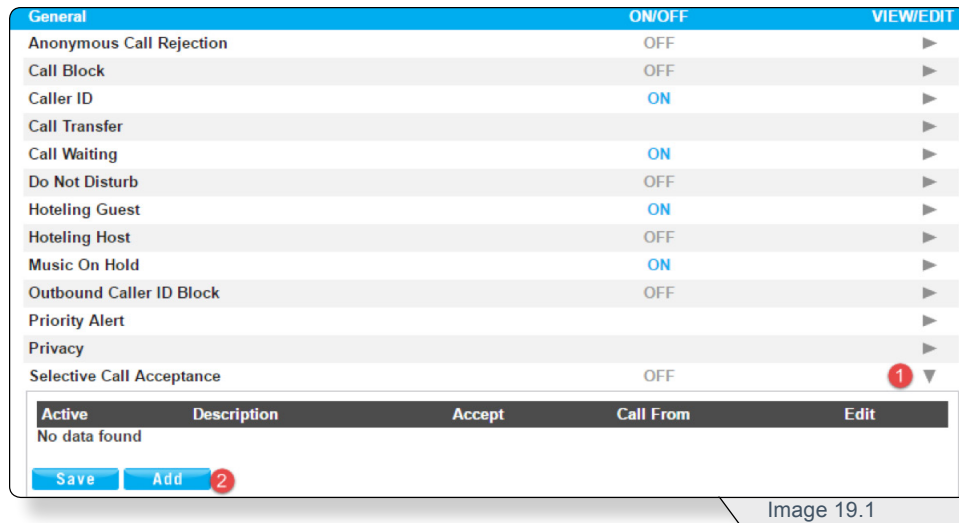 General ON/OFF VIEW/EDIT
Anonymous Call Rejection OFF
Call Block OFF
Caller ID ON
Call Transfer
Call Waiting ON
Do Not Disturb OFF
Hoteling Guest ON
Hoteling Host OFF
Music On Hold ON
Outbound Caller ID Block OFF
Priority Alert
Privacy
Selective Call Acceptance OFF 1
Active Description Accept Call From Edit
No data found
Save Add 2
Image 19.1